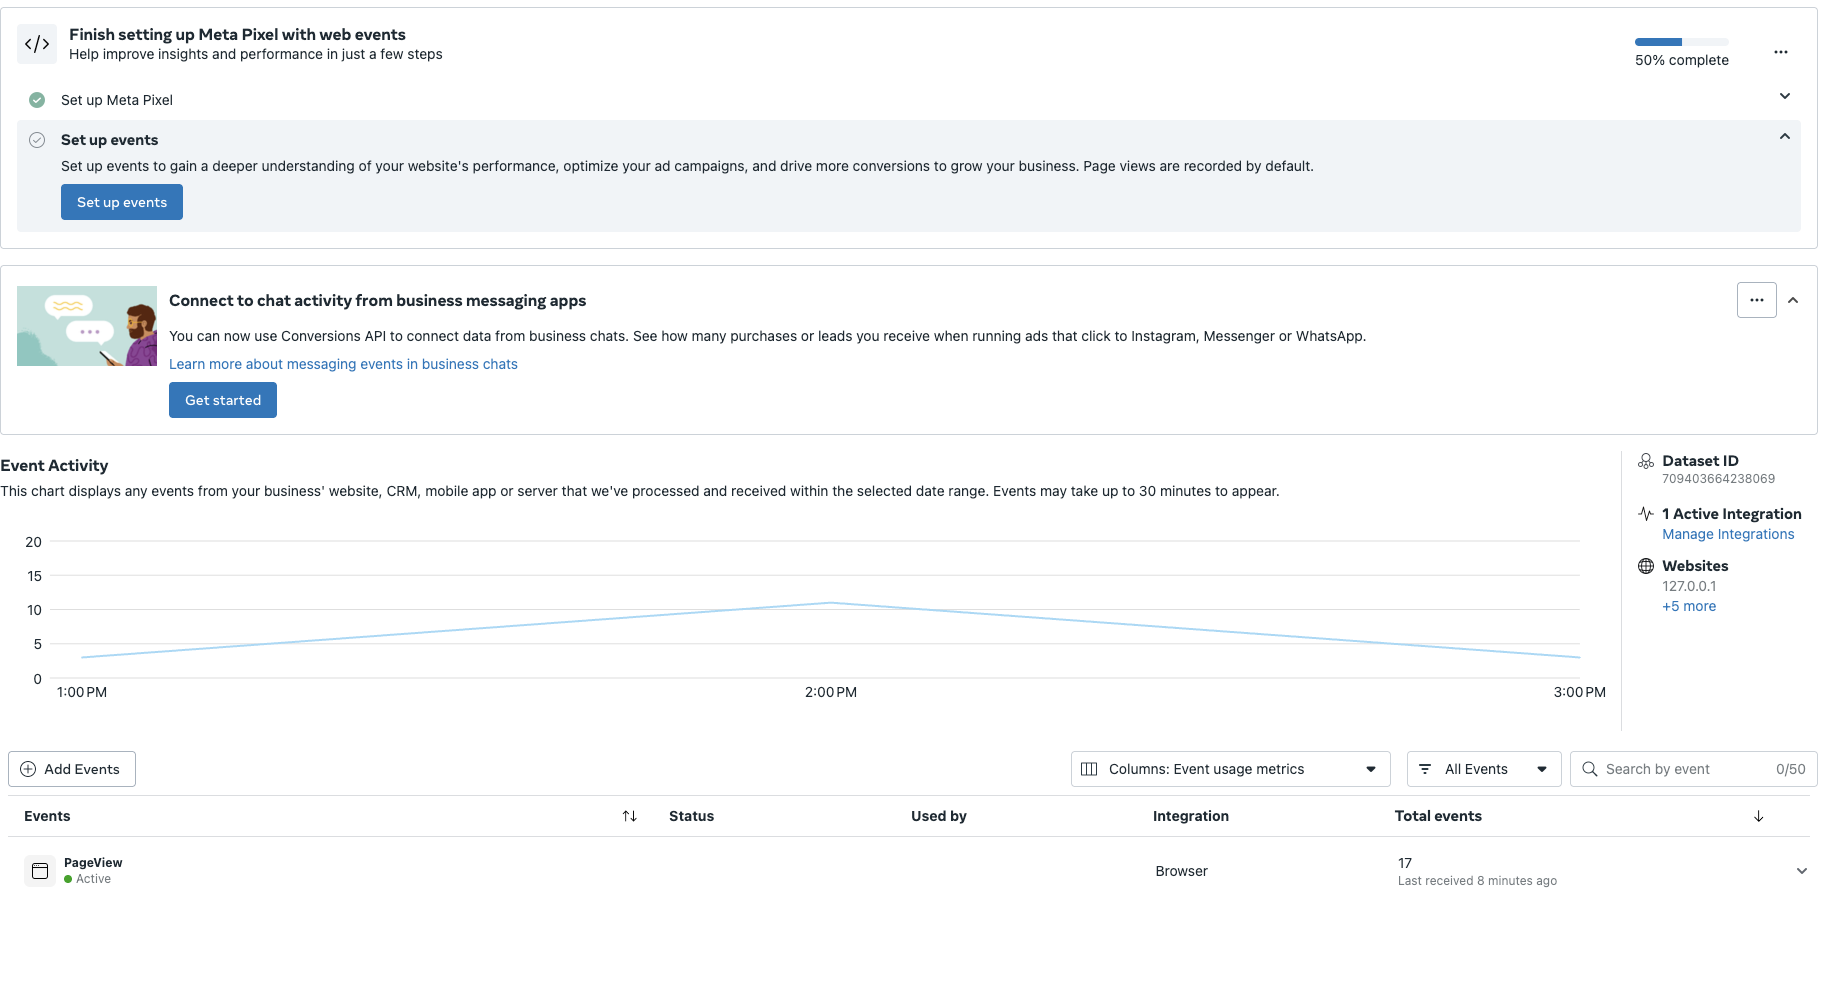 Finish setting up Meta Pixel with web events
Help improve insights and performance in just a few steps
50% complete
Set up Meta Pixel
Set up events
Set up events to gain a deeper understanding of your website's performance, optimize your ad campaigns, and drive more conversions to grow your business. Page views are recorded by default.
Set up events
Connect to chat activity from business messaging apps
You can now use Conversions API to connect data from business chats. See how many purchases or leads you receive when running ads that click to Instagram, Messenger or WhatsApp.
Learn more about messaging events in business chats
Get started
Event Activity
This chart displays any events from your business' website, CRM, mobile app or server that we've processed and received within the selected date range. Events may take up to 30 minutes to appear.
20
15
10
5
0
1:00 PM 2:00 PM 3:00 PM
Dataset ID
709403664238069
1 Active Integration
Manage Integrations
Websites
127.0.0.1
+5 more
Add Events Columns: Event usage metrics All Events Search by event 0/50
Events Status Used by Integration Total events
PageView
Active
Browser
17
Last received 8 minutes ago